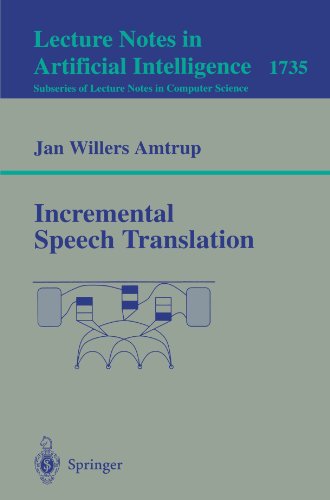 Lecture Notes in
Artificial Intelligence 1735
Subseries of Lecture Notes in Computer Science
Jan Willers Amtrup
Incremental
Speech Translation
Springer